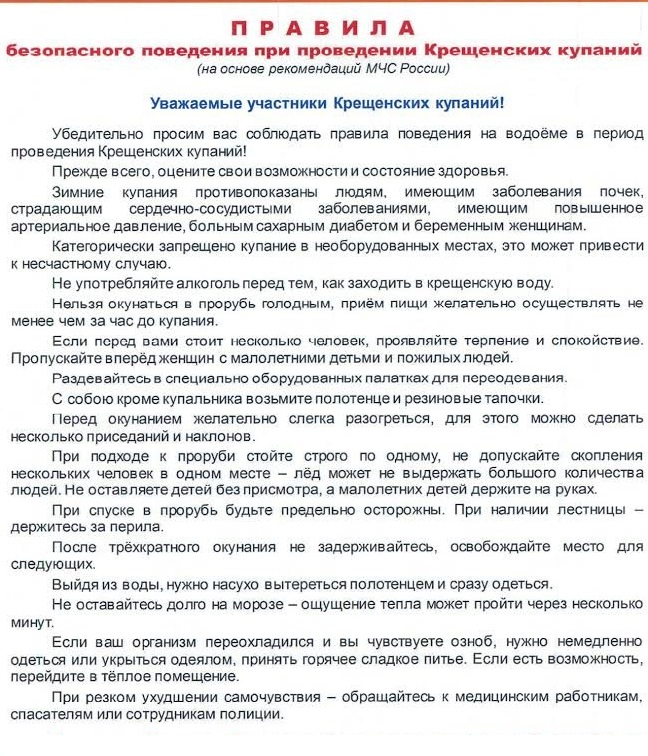 ПРАВИЛА
безопасного поведения при проведении Крещенских купаний
(на основе рекомендаций МЧС России)
Уважаемые участники Крещенских купаний!
Убедительно просим вас соблюдать правила поведения на водоёме в период
проведения Крещенских купаний!
Прежде всего, оцените свои возможности и состояние здоровья.
Зимние купания противопоказаны людям, имеющим заболевания почек,
страдающим сердечно-сосудистыми заболеваниями, имеющим повышенное
артериальное давление, больным сахарным диабетом и беременным женщинам.
Категорически запрещено купание в необорудованных местах, это может привести
к несчастному случаю.
Не употребляйте алкоголь перед тем, как заходить в крещенскую воду.
Нельзя окунаться в прорубь голодным, приём пищи желательно осуществлять не
менее чем за час до купания.
Если перед вами стоит несколько человек, проявляйте терпение и спокойствие.
Пропускайте вперёд женщин с малолетними детьми и пожилых людей.
Раздевайтесь в специально оборудованных палатках для переодевания.
С собою кроме купальника возьмите полотенце и резиновые тапочки.
Перед окунанием желательно слегка разогреться, для этого можно сделать
несколько приседаний и наклонов.
При подходе к проруби стойте строго по одному, не допускайте скопления
нескольких человек в одном месте – лёд может не выдержать большого количества
людей. Не оставляете детей без присмотра, а малолетних детей держите на руках.
При спуске в прорубь будьте предельно осторожны. При наличии лестницы –
держитесь за перила.
После трёхкратного окунания не задерживайтесь, освобождайте место для
следующих.
Выйдя из воды, нужно насухо вытереться полотенцем и сразу одеться.
Не оставайтесь долго на морозе – ощущение тепла может пройти через несколько
минут.
Если ваш организм переохладился и вы чувствуете озноб, нужно немедленно
одеться или укрыться одеялом, принять горячее сладкое питье. Если есть возможность,
перейдите в тёплое помещение.
При резком ухудшении самочувствия – обращайтесь к медицинским работникам,
спасателям или сотрудникам полиции.